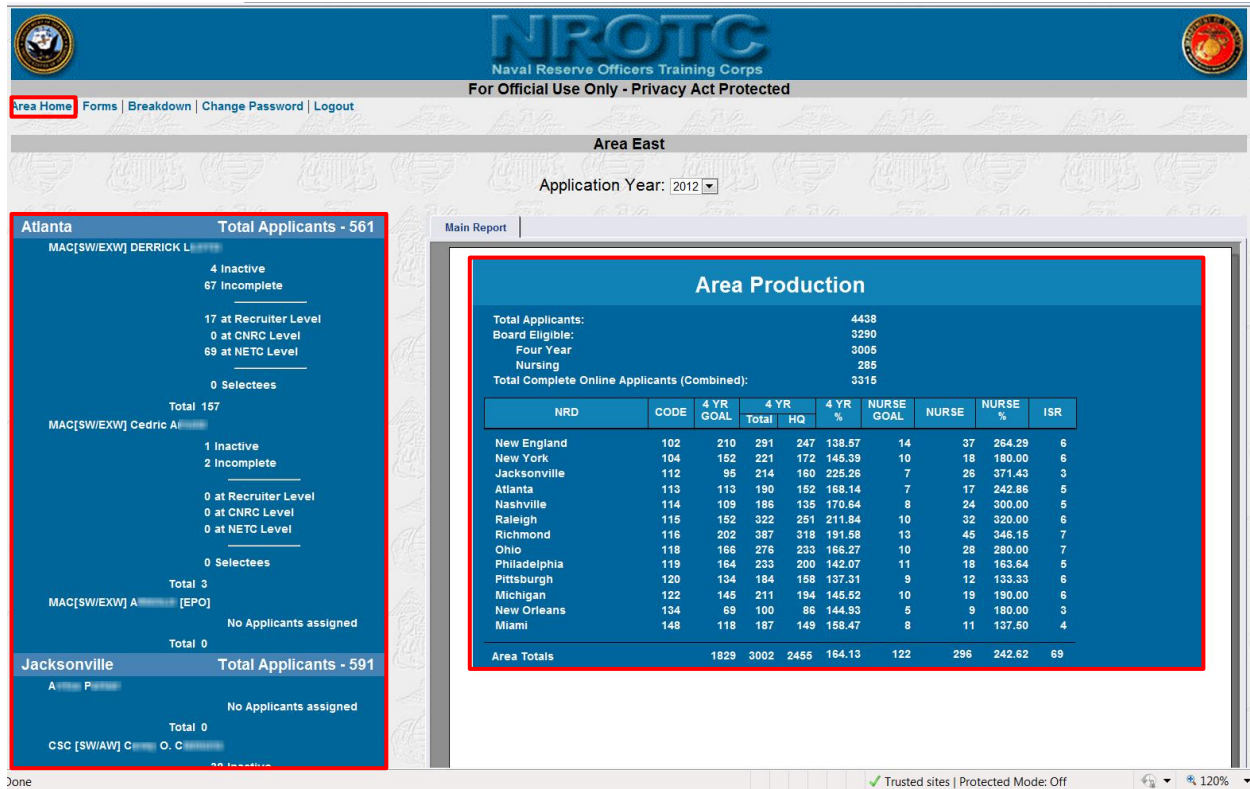 NROTC
Naval Reserve Officers Training Corps
For Official Use Only - Privacy Act Protected
Area Home | Forms | Breakdown | Change Password | Logout
Area East
Application Year: 2012
Atlanta Total Applicants - 561
MAC[SW/EXW] DERRICK
4 Inactive
67 Incomplete
17 at Recruiter Level
0 at CNRC Level
69 at NETC Level
0 Selectees
Total 157
MAC[SW/EXW] Cedric
1 Inactive
2 Incomplete
0 at Recruiter Level
0 at CNRC Level
0 at NETC Level
0 Selectees
Total 3
MAC[SW/EXW] [EPO]
No Applicants assigned
Total 0
Jacksonville Total Applicants - 591
No Applicants assigned
Total 0
CSC [SW/AW] O.
Inactive
Main Report
Area Production
Total Applicants: 4438
Board Eligible: 3290
Four Year 3005
Nursing 285
Total Complete Online Applicants (Combined): 3315
NRD CODE 4 YR GOAL 4 YR Total HQ 4 YR % NURSE GOAL NURSE NURSE % ISR
New England 102 210 291 247 138.57 14 37 264.29 6
New York 104 152 221 172 145.39 10 18 180.00 6
Jacksonville 112 95 214 160 225.26 7 26 371.43 3
Atlanta 113 113 190 152 168.14 7 17 242.86 5
Nashville 114 109 186 135 170.64 8 24 300.00 5
Raleigh 115 152 322 251 211.84 10 32 320.00 6
Richmond 116 202 387 318 191.58 13 45 346.15 7
Ohio 118 166 276 233 166.27 10 28 280.00 7
Philadelphia 119 164 233 200 142.07 11 18 163.64 5
Pittsburgh 120 134 184 158 137.31 9 12 133.33 6
Michigan 122 145 211 194 145.52 10 19 190.00 6
New Orleans 134 69 100 86 144.93 5 9 180.00 3
Miami 148 118 187 149 158.47 8 11 137.50 4
Area Totals 1829 3002 2455 164.13 122 296 242.62 69
Done
Trusted sites | Protected Mode: Off
120%